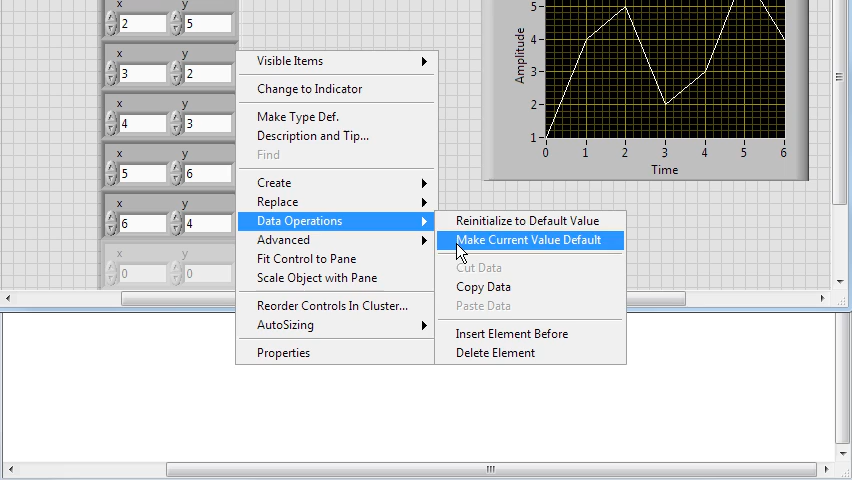 x y
2 5
x y
3 2
x y
4 3
x y
5 6
x y
6 4
0 0
Visible Items
Change to Indicator
Make Type Def.
Description and Tip...
Find
Create
Replace
Data Operations
Advanced
Fit Control to Pane
Scale Object with Pane
Reorder Controls In Cluster...
AutoSizing
Properties
Reinitialize to Default Value
Make Current Value Default
Cut Data
Copy Data
Paste Data
Insert Element Before
Delete Element
Amplitude
5
4
3
2
1
0 1 2 3 4 5 6
Time